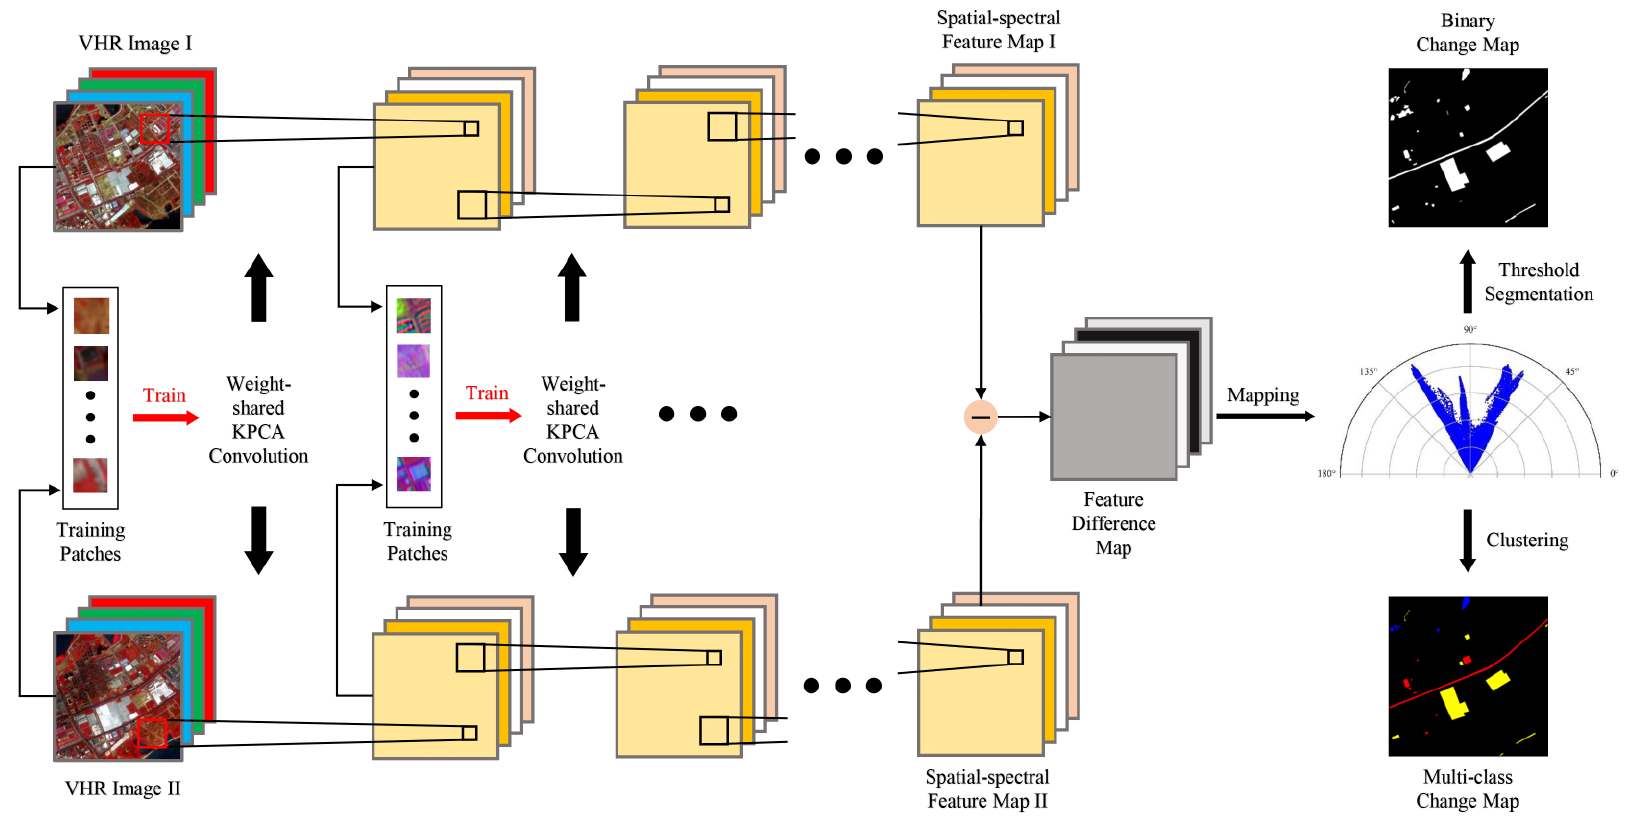 VHR Image I
Spatial-spectral
Feature Map I
Binary
Change Map
Threshold
Segmentation
Train
Weight-
shared
KPCA
Convolution
Training
Patches
Train
Weight-
shared
KPCA
Convolution
Training
Patches
Feature
Difference
Map
Mapping
90°
135°
45°
180°
0°
Clustering
VHR Image II
Spatial-spectral
Feature Map II
Multi-class
Change Map